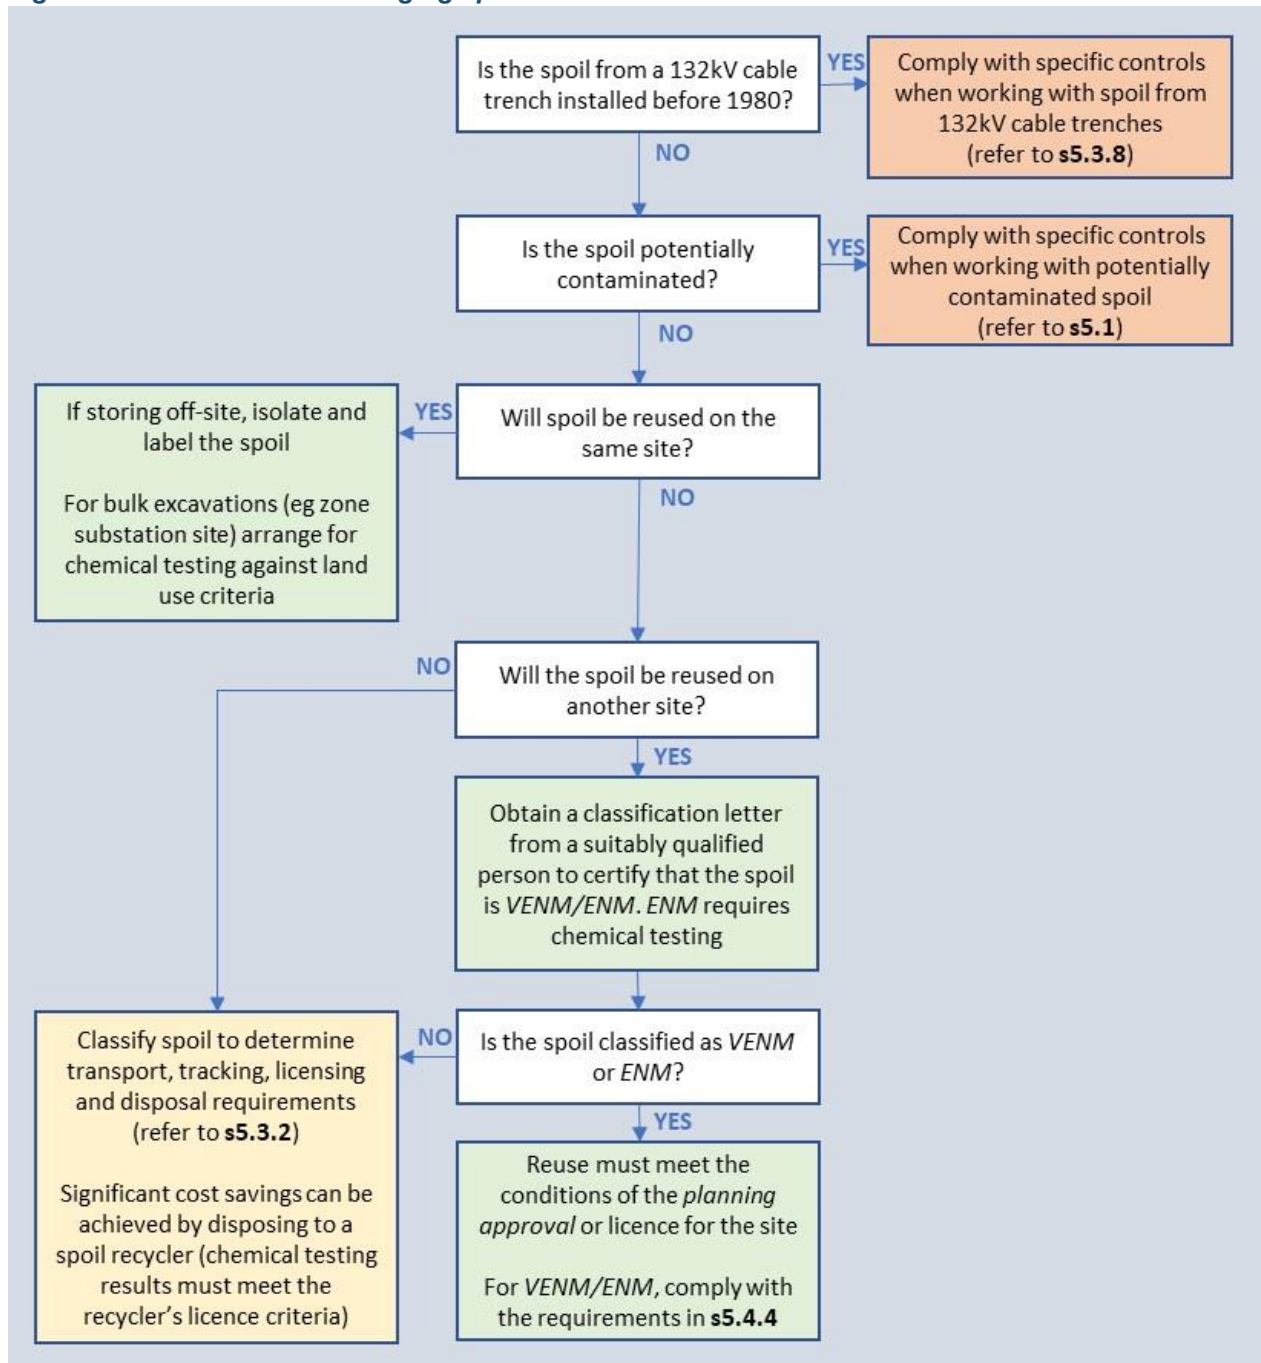 Is the spoil from a 132kV cable
trench installed before 1980?
YES
Comply with specific controls
when working with spoil from
132kV cable trenches
(refer to s5.3.8)
NO
Is the spoil potentially
contaminated?
YES
Comply with specific controls
when working with potentially
contaminated spoil
(refer to s5.1)
NO
Will spoil be reused on the
same site?
YES
If storing off-site, isolate and
label the spoil
For bulk excavations (eg zone
substation site) arrange for
chemical testing against land
use criteria
NO
Will the spoil be reused on
another site?
NO
YES
Obtain a classification letter
from a suitably qualified
person to certify that the spoil
is VENM/ENM. ENM requires
chemical testing
Is the spoil classified as VENM
or ENM?
NO
Classify spoil to determine
transport, tracking, licensing
and disposal requirements
(refer to s5.3.2)
Significant cost savings can be
achieved by disposing to a
spoil recycler (chemical testing
results must meet the
recycler's licence criteria)
YES
Reuse must meet the
conditions of the planning
approval or licence for the site
For VENM/ENM, comply with
the requirements in s5.4.4